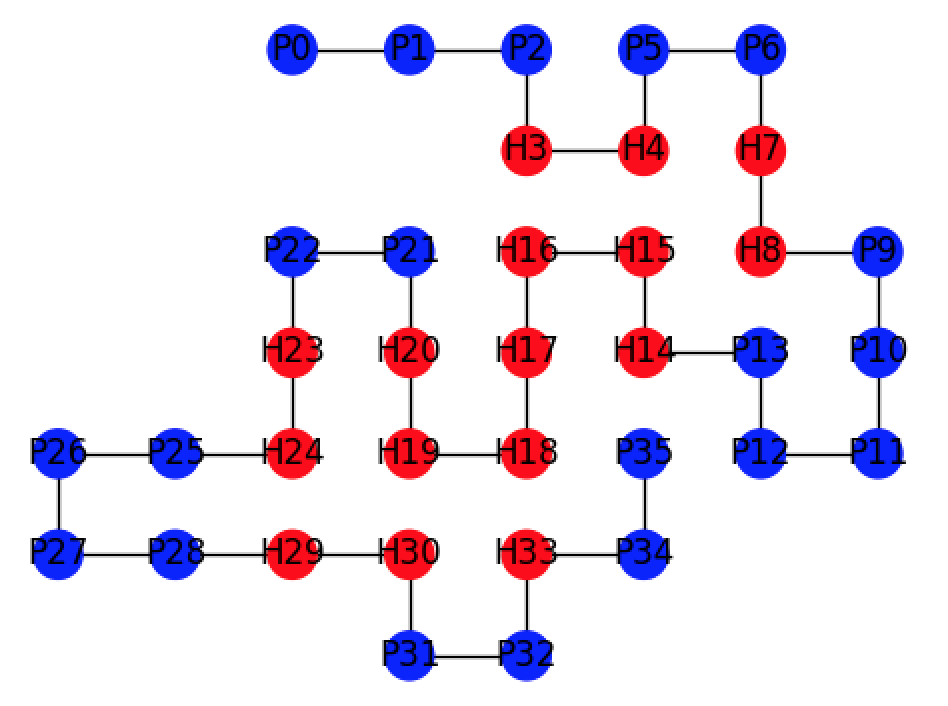 P0 P1 P2 P5 P6
H3 H4 H7
P22 P21 H16 H15 H8 P9
H23 H20 H17 H14 P13 P10
P26 P25 H24 H19 H18 P35 P12 P11
P27 P28 H29 H30 H33 P34
P31 P32